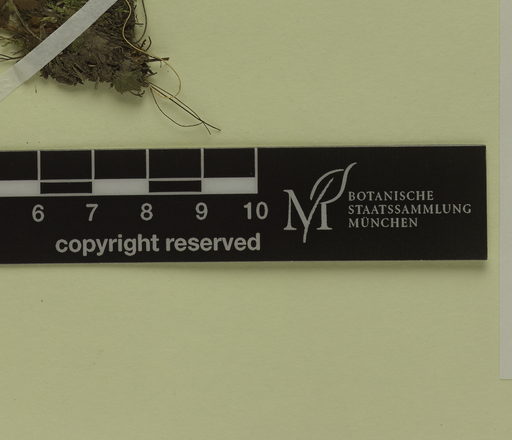 6 7 8 9 10
copyright reserved
M
BOTANISCHE
STAATSSAMMLUNG
MÜNCHEN